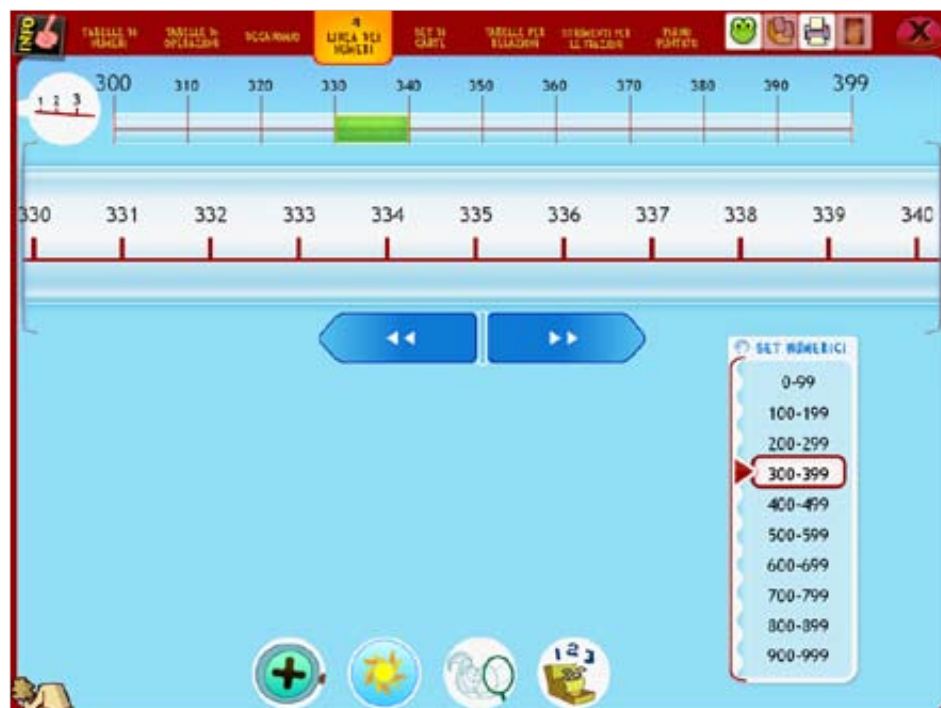 INFO
TABELLE DI NUMERI
TABELLE DI OPERAZIONI
DECANOMIO
LINEA DEI NUMERI
SET DI CARTE
TABELLE PER RELAZIONI
STRUMENTI PER LE FRAZIONI
PIANO PUNTATO
X
1 2 3
300 310 320 330 340 350 360 370 380 390 399
330 331 332 333 334 335 336 337 338 339 340
SET NUMERICI
0-99
100-199
200-299
300-399
400-499
500-599
600-699
700-799
800-899
900-999
1 2 3